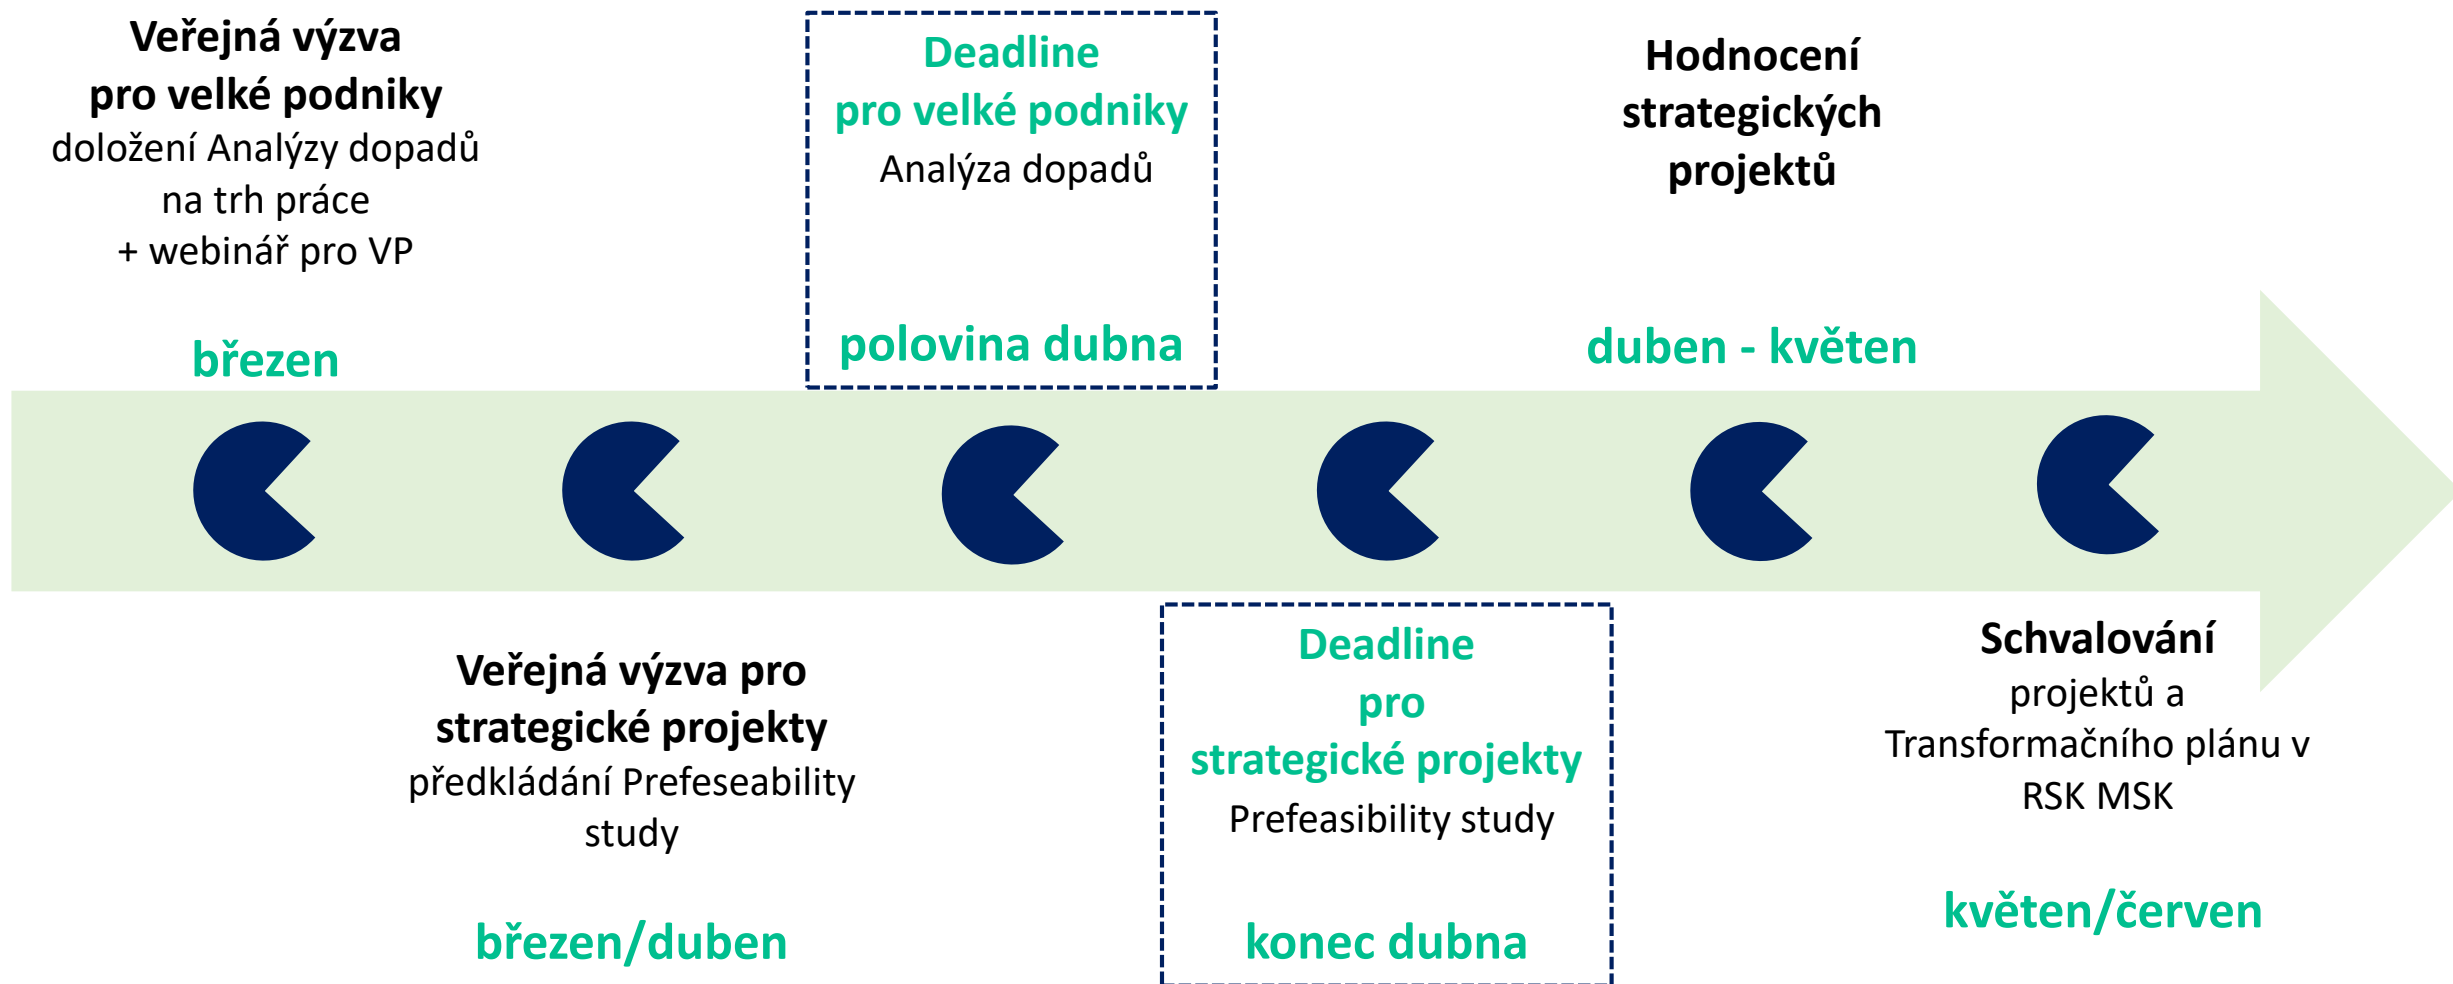 Veřejná výzva
pro velké podniky
doložení Analýzy dopadů
na trh práce
+ webinář pro VP
březen
Deadline
pro velké podniky
Analýza dopadů
polovina dubna
Hodnocení
strategických
projektů
duben - květen
Veřejná výzva pro
strategické projekty
předkládání Prefeseability
study
březen/duben
Deadline
pro
strategické projekty
Prefeasibility study
konec dubna
Schvalování
projektů a
Transformačního plánu v
RSK MSK
květen/červen